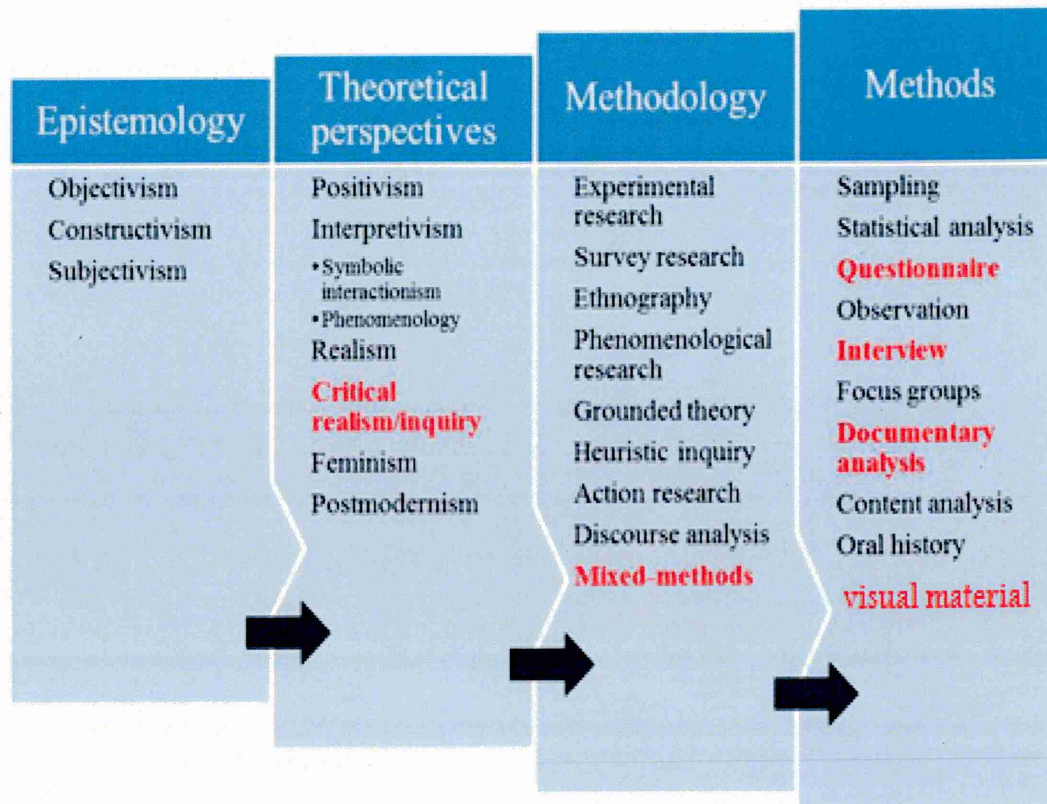 Epistemology
Objectivism
Constructivism
Subjectivism
Theoretical
perspectives
Positivism
Interpretivism
•Symbolic
interactionism
•Phenomenology
Realism
Critical
realism/inquiry
Feminism
Postmodernism
Methodology
Experimental
research
Survey research
Ethnography
Phenomenological
research
Grounded theory
Heuristic inquiry
Action research
Discourse analysis
Mixed-methods
Methods
Sampling
Statistical analysis
Questionnaire
Observation
Interview
Focus groups
Documentary
analysis
Content analysis
Oral history
visual material